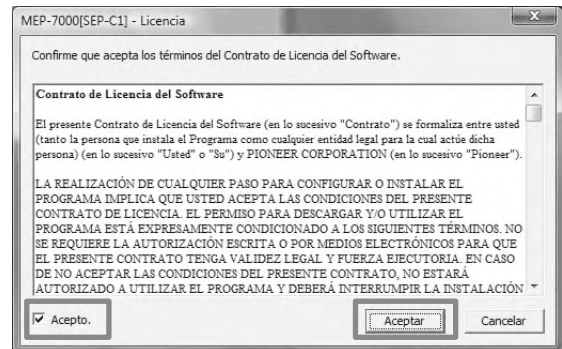 MEP-7000[SEP-C1] - Licencia
Confirme que acepta los términos del Contrato de Licencia del Software.
Contrato de Licencia del Software
El presente Contrato de Licencia del Software (en lo sucesivo "Contrato") se formaliza entre usted
(tanto la persona que instala el Programa como cualquier entidad legal para la cual actúe dicha
persona) (en lo sucesivo "Usted" o "Su") y PIONEER CORPORATION (en lo sucesivo "Pioneer").
LA REALIZACIÓN DE CUALQUIER PASO PARA CONFIGURAR O INSTALAR EL
PROGRAMA IMPLICA QUE USTED ACEPTA LAS CONDICIONES DEL PRESENTE
CONTRATO DE LICENCIA. EL PERMISO PARA DESCARGAR Y/O UTILIZAR EL
PROGRAMA ESTÁ EXPRESAMENTE CONDICIONADO A LOS SIGUIENTES TÉRMINOS. NO
SE REQUIERE LA AUTORIZACIÓN ESCRITA O POR MEDIOS ELECTRÓNICOS PARA QUE
EL PRESENTE CONTRATO TENGA VALIDEZ LEGAL Y FUERZA EJECUTORIA. EN CASO
DE NO ACEPTAR LAS CONDICIONES DEL PRESENTE CONTRATO, NO ESTARÁ
AUTORIZADO A UTILIZAR EL PROGRAMA Y DEBERÁ INTERRUMPIR LA INSTALACIÓN
Acepto.
Aceptar
Cancelar